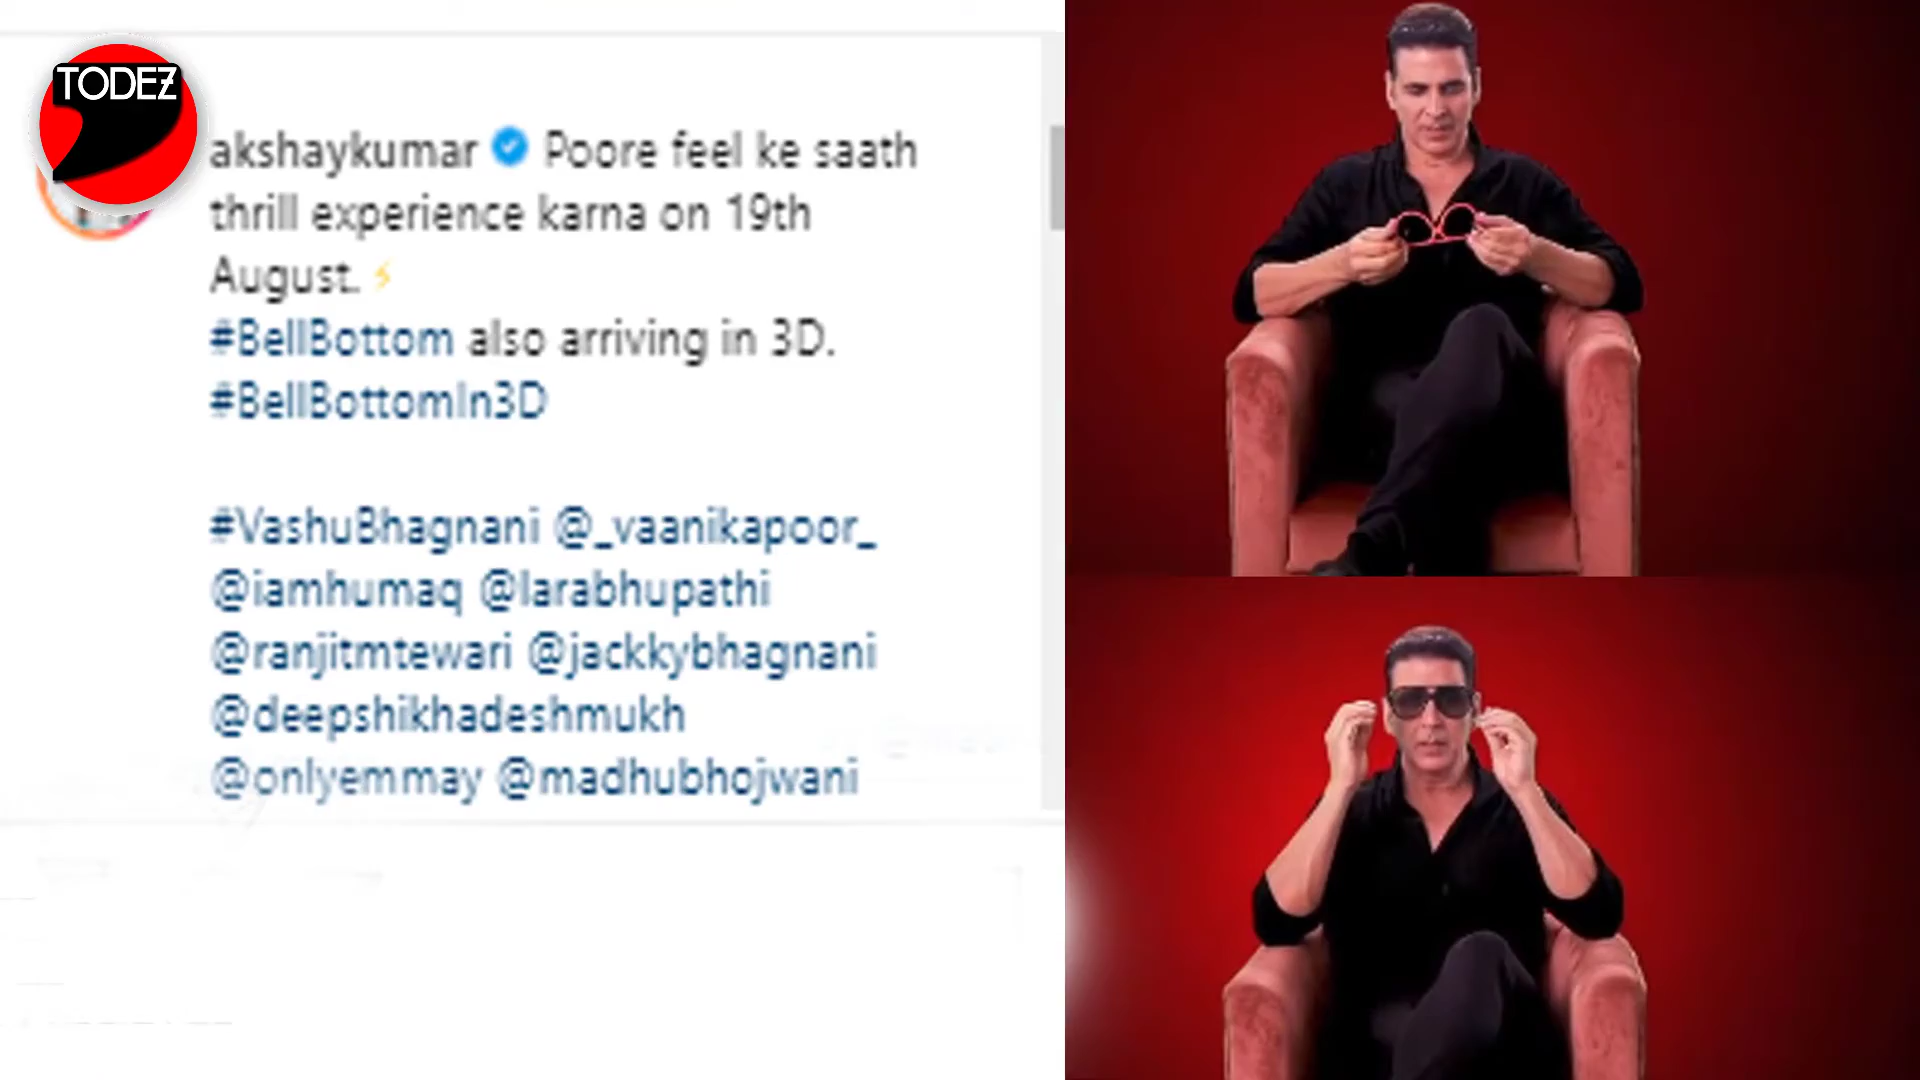 TODEZ
akshaykumar Poore feel ke saath
thrill experience karna on 19th
August.⚡
#BellBottom also arriving in 3D.
#BellBottomIn3D
#VashuBhagnani @_vaanikapoor_
@iamhumaq @larabhupathi
@ranjitmtewari @jackkybhagnani
@deepshikhadeshmukh
@onlyemmay @madhubhojwani